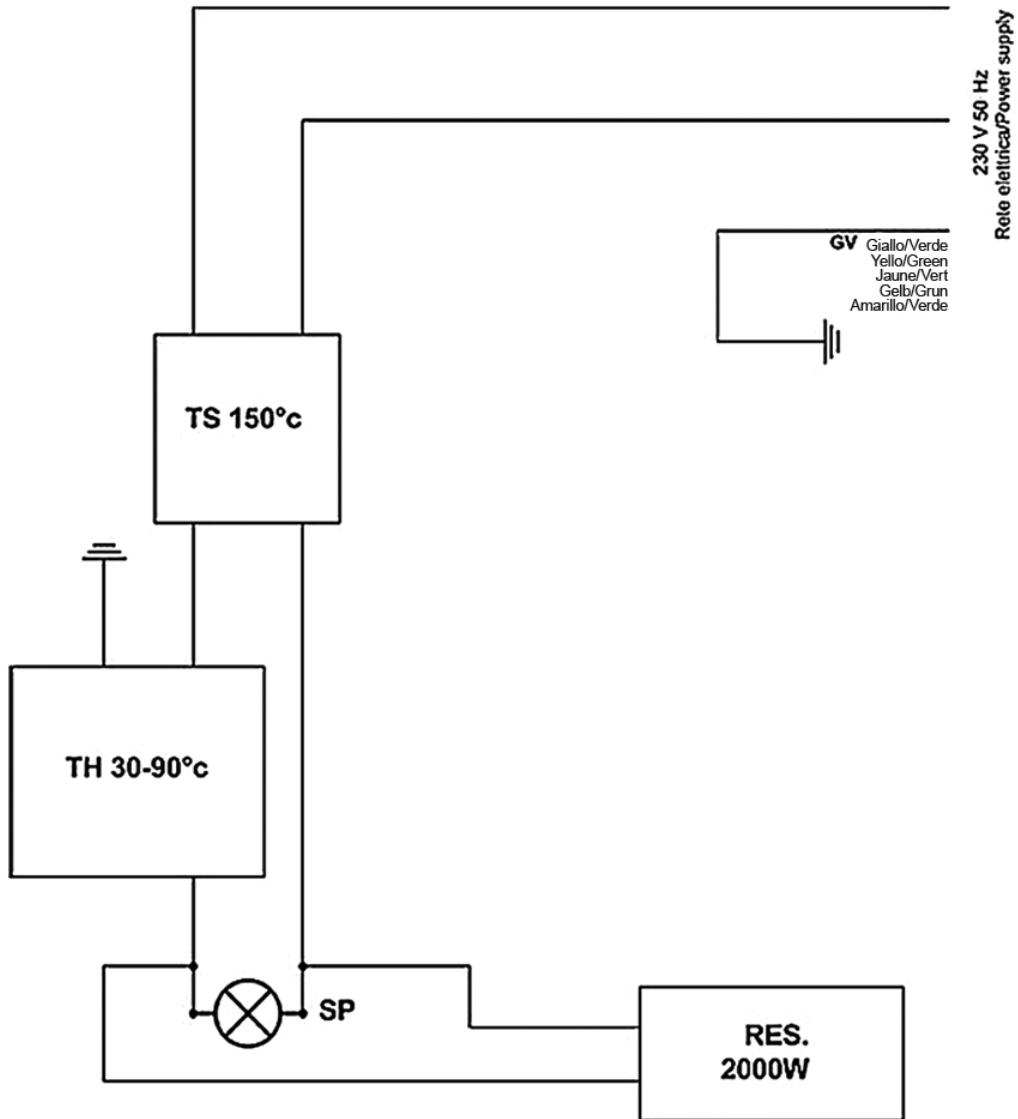 230 V 50 Hz
Rete elettrica/Power supply
GV Giallo/Verde
Yello/Green
Jaune/Vert
Gelb/Grun
Amarillo/Verde
TS 150°c
TH 30-90°c
SP
RES.
2000W